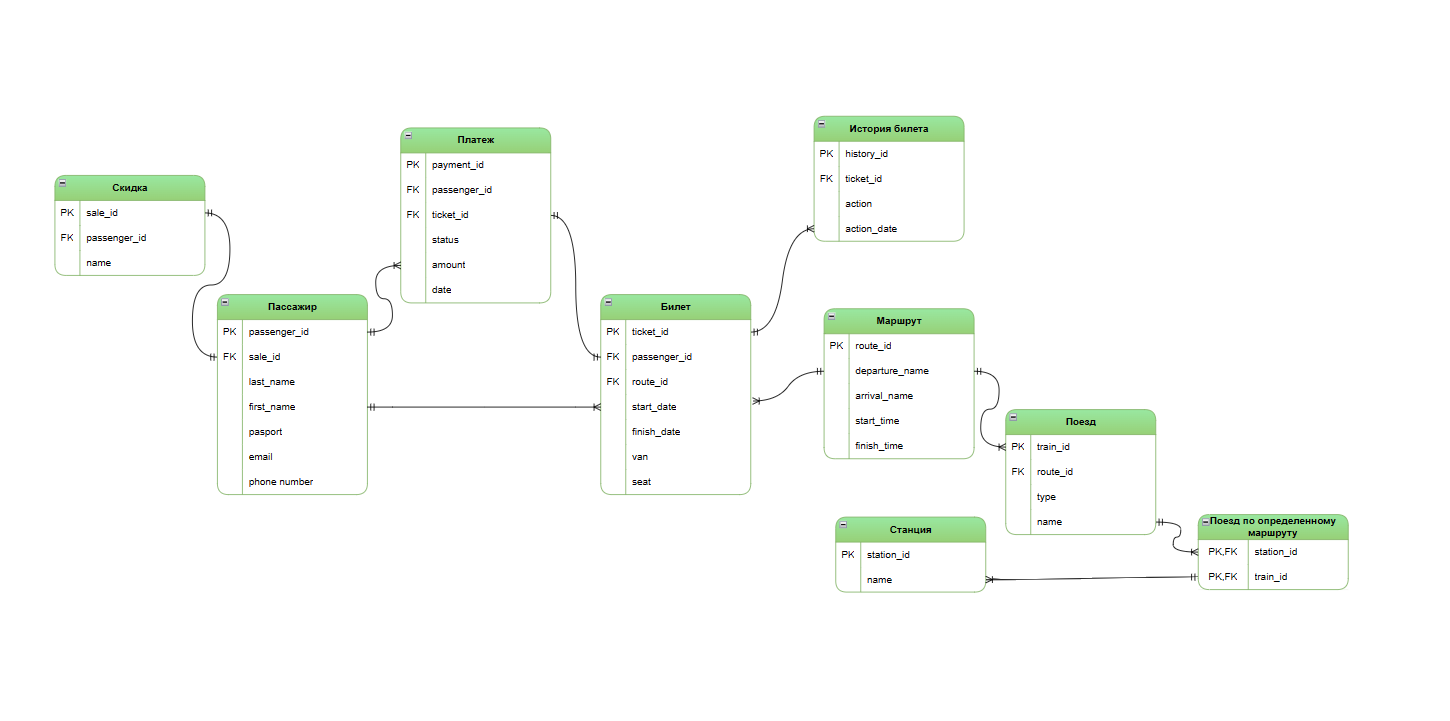 Скидка
PK sale_id
FK passenger_id
name
Платеж
PK payment_id
FK passenger_id
FK ticket_id
status
amount
date
Пассажир
PK passenger_id
FK sale_id
last_name
first_name
pasport
email
phone number
Билет
PK ticket_id
FK passenger_id
FK route_id
start_date
finish_date
van
seat
История билета
PK history_id
FK ticket_id
action
action_date
Маршрут
PK route_id
departure_name
arrival_name
start_time
finish_time
Поезд
PK train_id
FK route_id
type
name
Станция
PK station_id
name
Поезд по определенному
маршруту
PK,FK station_id
PK,FK train_id